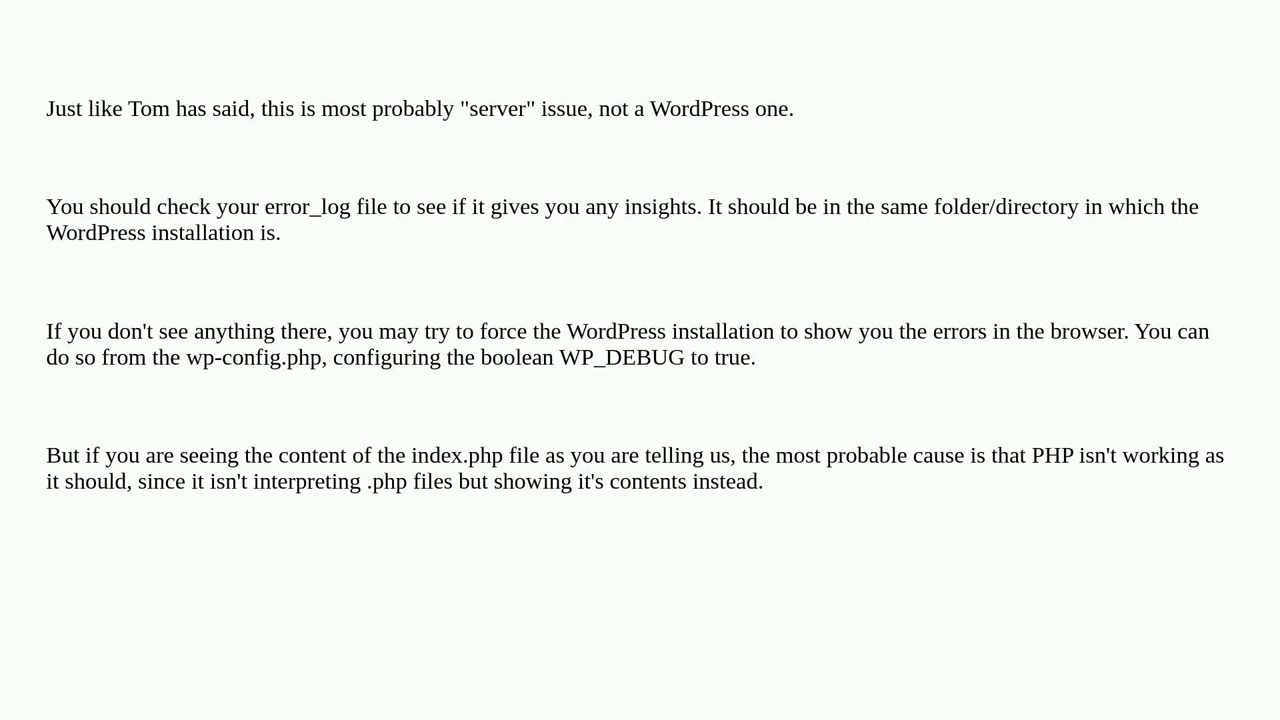 Just like Tom has said, this is most probably "server" issue, not a WordPress one.
You should check your error_log file to see if it gives you any insights. It should be in the same folder/directory in which the
WordPress installation is.
If you don't see anything there, you may try to force the WordPress installation to show you the errors in the browser. You can
do so from the wp-config.php, configuring the boolean WP_DEBUG to true.
But if you are seeing the content of the index.php file as you are telling us, the most probable cause is that PHP isn't working as
it should, since it isn't interpreting .php files but showing it's contents instead.